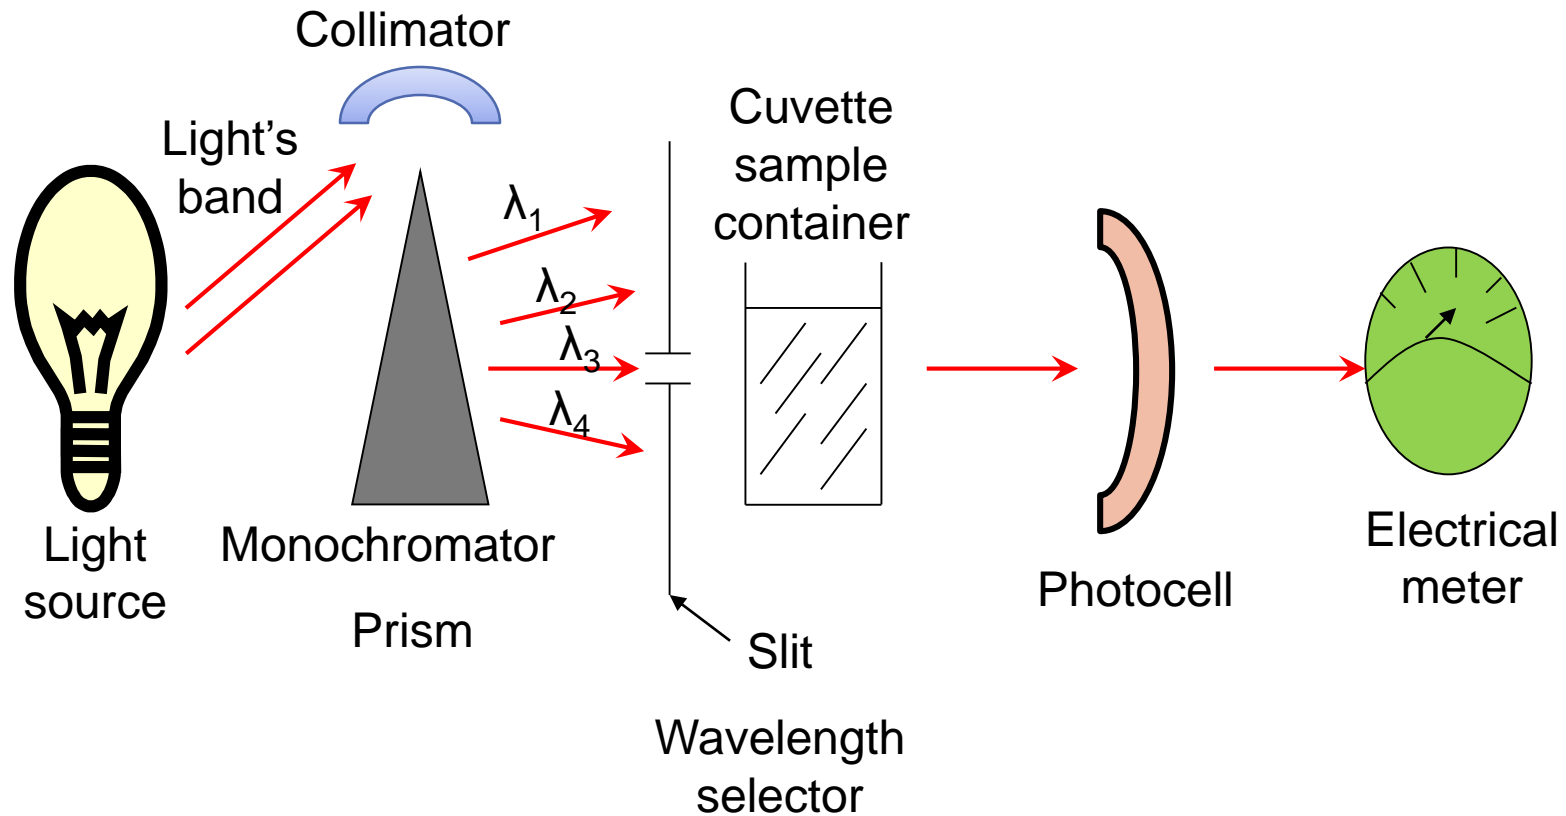 Collimator
Light's
band
λ1
λ2
λ3
λ4
Cuvette
sample
container
Light
source
Monochromator
Prism
Slit
Wavelength
selector
Photocell
Electrical
meter